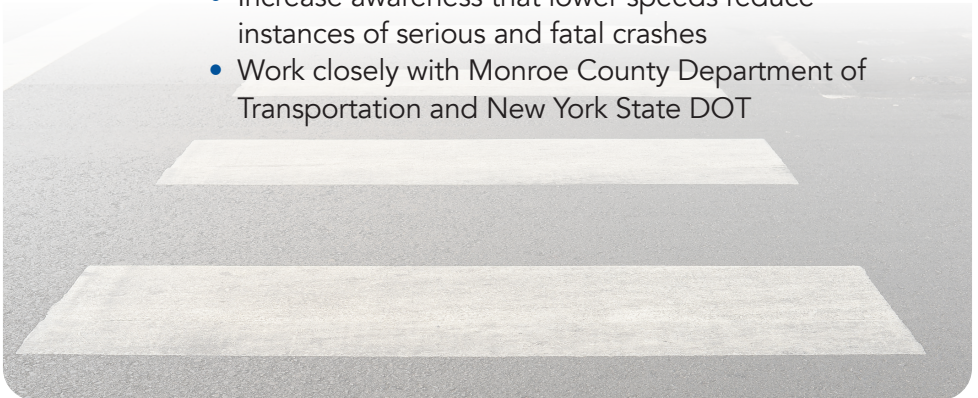 • Increase awareness that lower speeds reduce
instances of serious and fatal crashes
• Work closely with Monroe County Department of
Transportation and New York State DOT